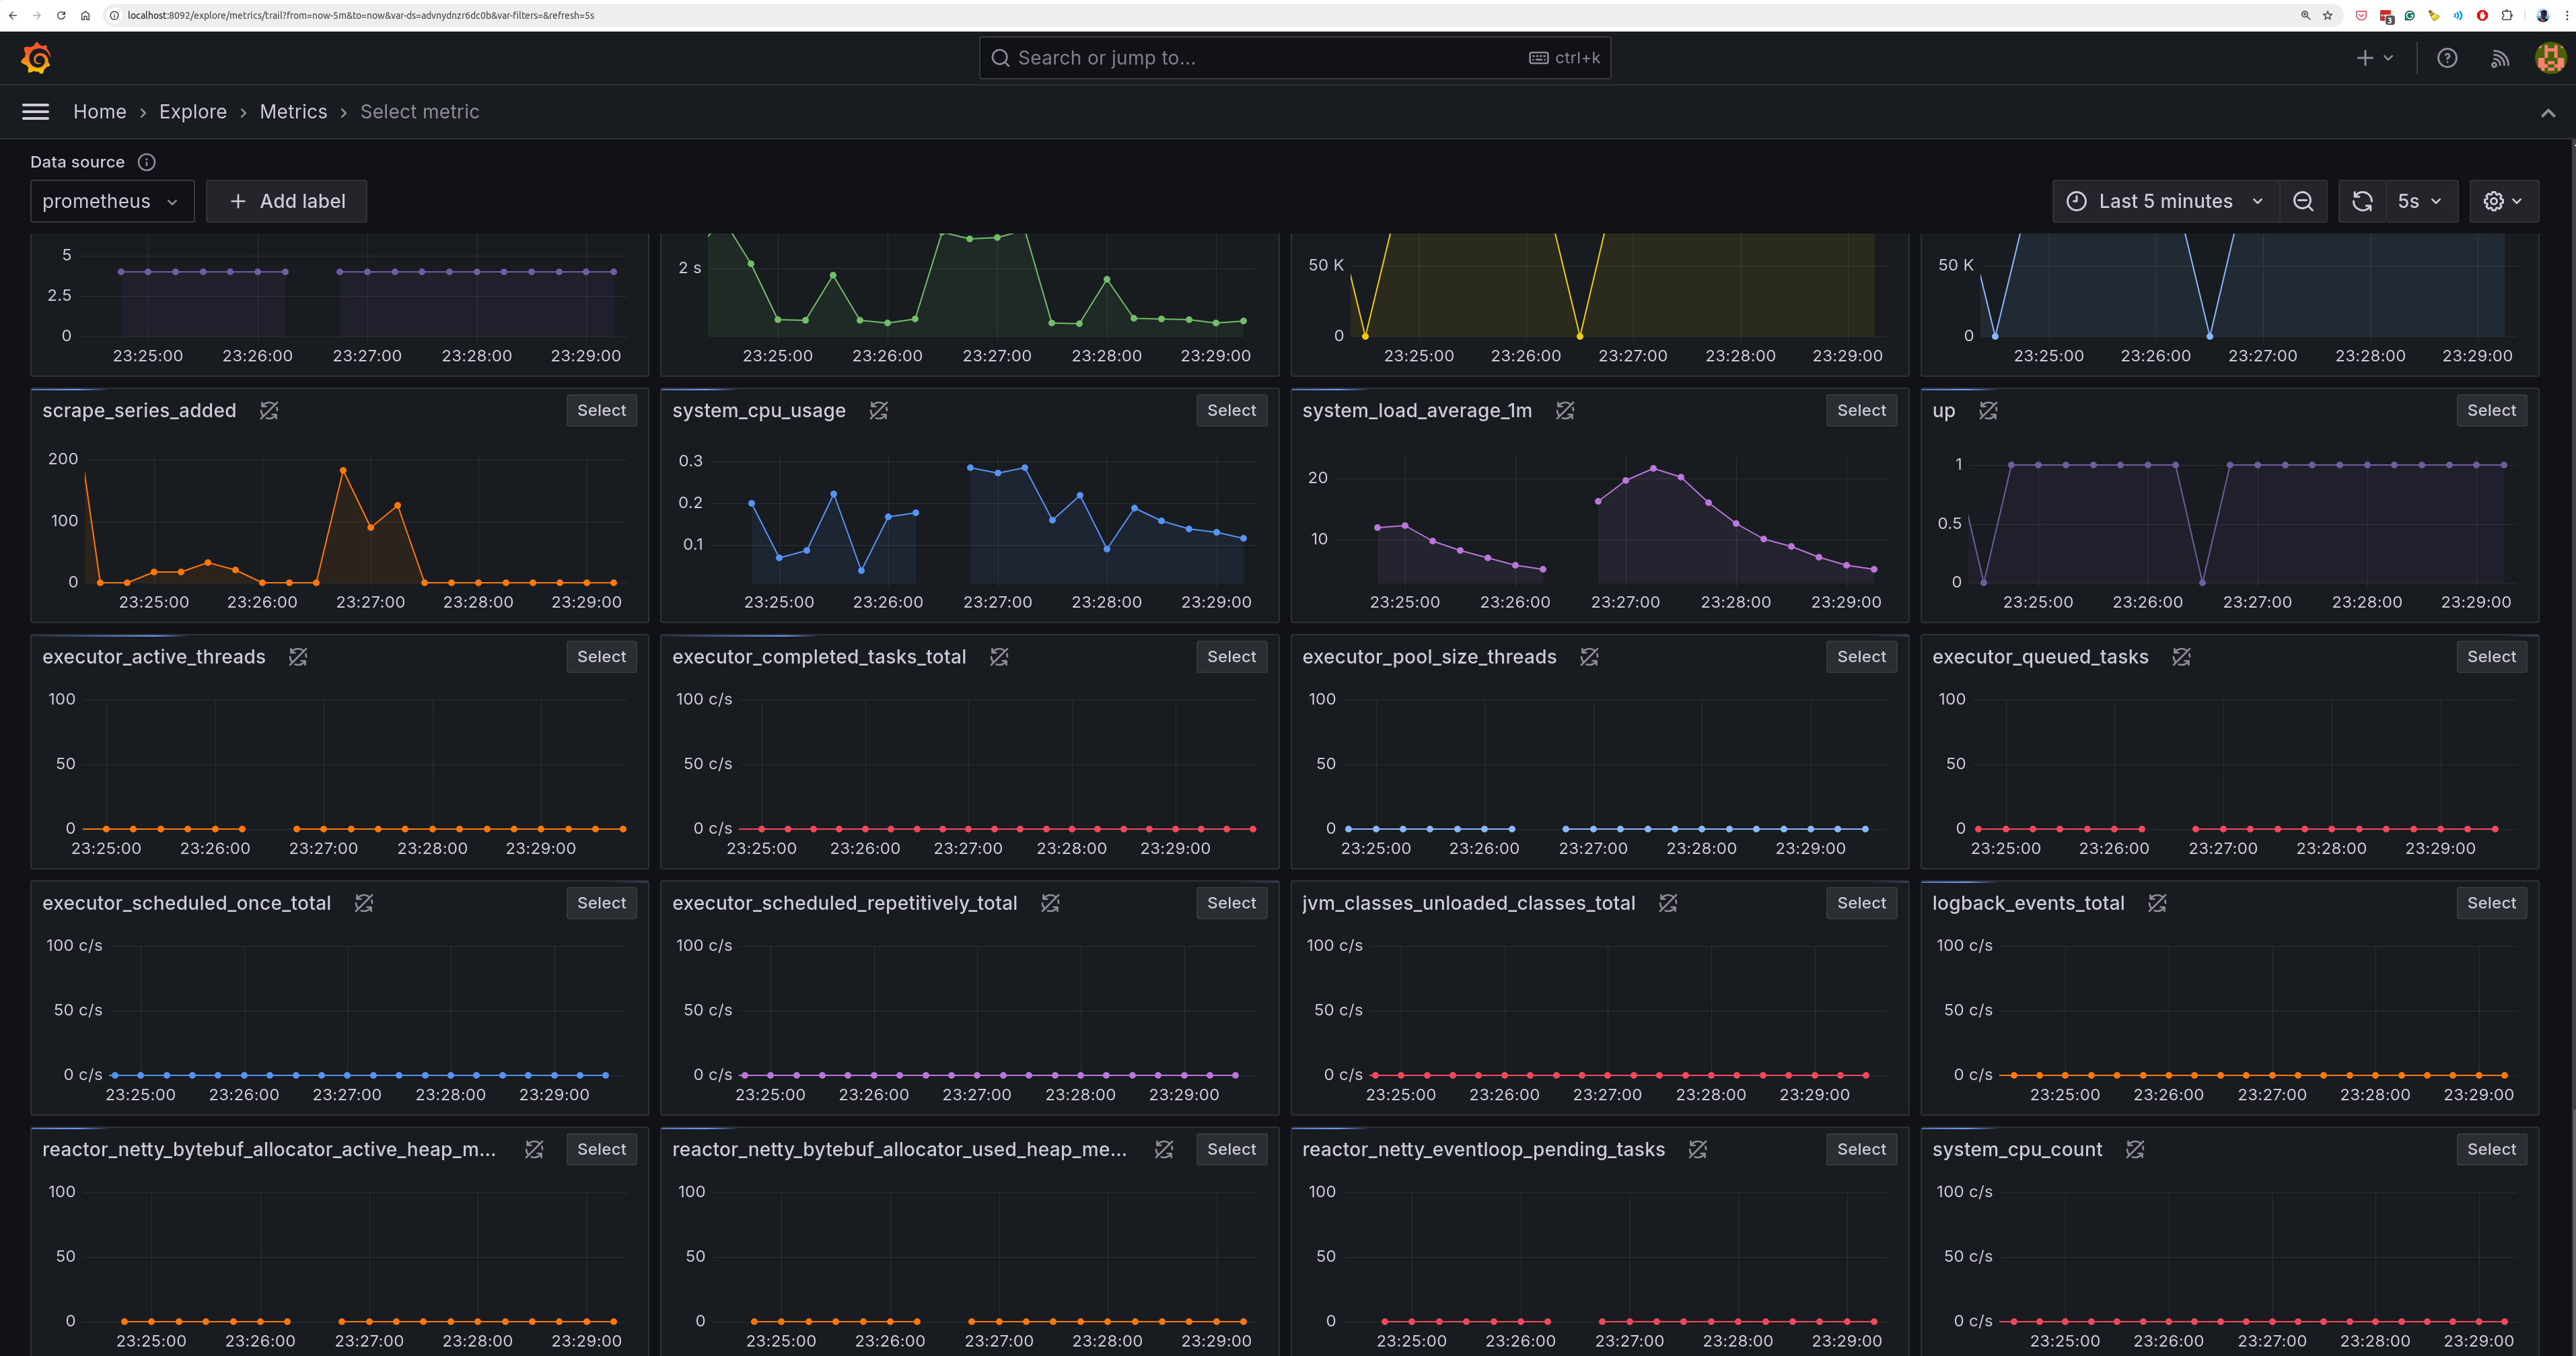 localhost:8092/explore/metrics/trail?from=now-5m&to=now&var-ds=advnydnzr6dc0b&var-filters=&refresh=5s
3
Search or jump to... ctrl+k
Home › Explore › Metrics › Select metric
Data source
prometheus + Add label Last 5 minutes 5s
5
2.5
0
23:25:00 23:26:00 23:27:00 23:28:00 23:29:00
2 s
23:25:00 23:26:00 23:27:00 23:28:00 23:29:00
50 K
0
23:25:00 23:26:00 23:27:00 23:28:00 23:29:00
50 K
0
23:25:00 23:26:00 23:27:00 23:28:00 23:29:00
scrape_series_added Select
200
100
0
23:25:00 23:26:00 23:27:00 23:28:00 23:29:00
system_cpu_usage Select
0.3
0.2
0.1
23:25:00 23:26:00 23:27:00 23:28:00 23:29:00
system_load_average_1m Select
20
10
23:25:00 23:26:00 23:27:00 23:28:00 23:29:00
up Select
1
0.5
0
23:25:00 23:26:00 23:27:00 23:28:00 23:29:00
executor_active_threads Select
100
50
0
23:25:00 23:26:00 23:27:00 23:28:00 23:29:00
executor_completed_tasks_total Select
100 c/s
50 c/s
0 c/s
23:25:00 23:26:00 23:27:00 23:28:00 23:29:00
executor_pool_size_threads Select
100
50
0
23:25:00 23:26:00 23:27:00 23:28:00 23:29:00
executor_queued_tasks Select
100
50
0
23:25:00 23:26:00 23:27:00 23:28:00 23:29:00
executor_scheduled_once_total Select
100 c/s
50 c/s
0 c/s
23:25:00 23:26:00 23:27:00 23:28:00 23:29:00
executor_scheduled_repetitively_total Select
100 c/s
50 c/s
0 c/s
23:25:00 23:26:00 23:27:00 23:28:00 23:29:00
jvm_classes_unloaded_classes_total Select
100 c/s
50 c/s
0 c/s
23:25:00 23:26:00 23:27:00 23:28:00 23:29:00
logback_events_total Select
100 c/s
50 c/s
0 c/s
23:25:00 23:26:00 23:27:00 23:28:00 23:29:00
reactor_netty_bytebuf_allocator_active_heap_m... Select
100
50
0
23:25:00 23:26:00 23:27:00 23:28:00 23:29:00
reactor_netty_bytebuf_allocator_used_heap_me... Select
100
50
0
23:25:00 23:26:00 23:27:00 23:28:00 23:29:00
reactor_netty_eventloop_pending_tasks Select
100
50
0
23:25:00 23:26:00 23:27:00 23:28:00 23:29:00
system_cpu_count Select
100 c/s
50 c/s
0 c/s
23:25:00 23:26:00 23:27:00 23:28:00 23:29:00